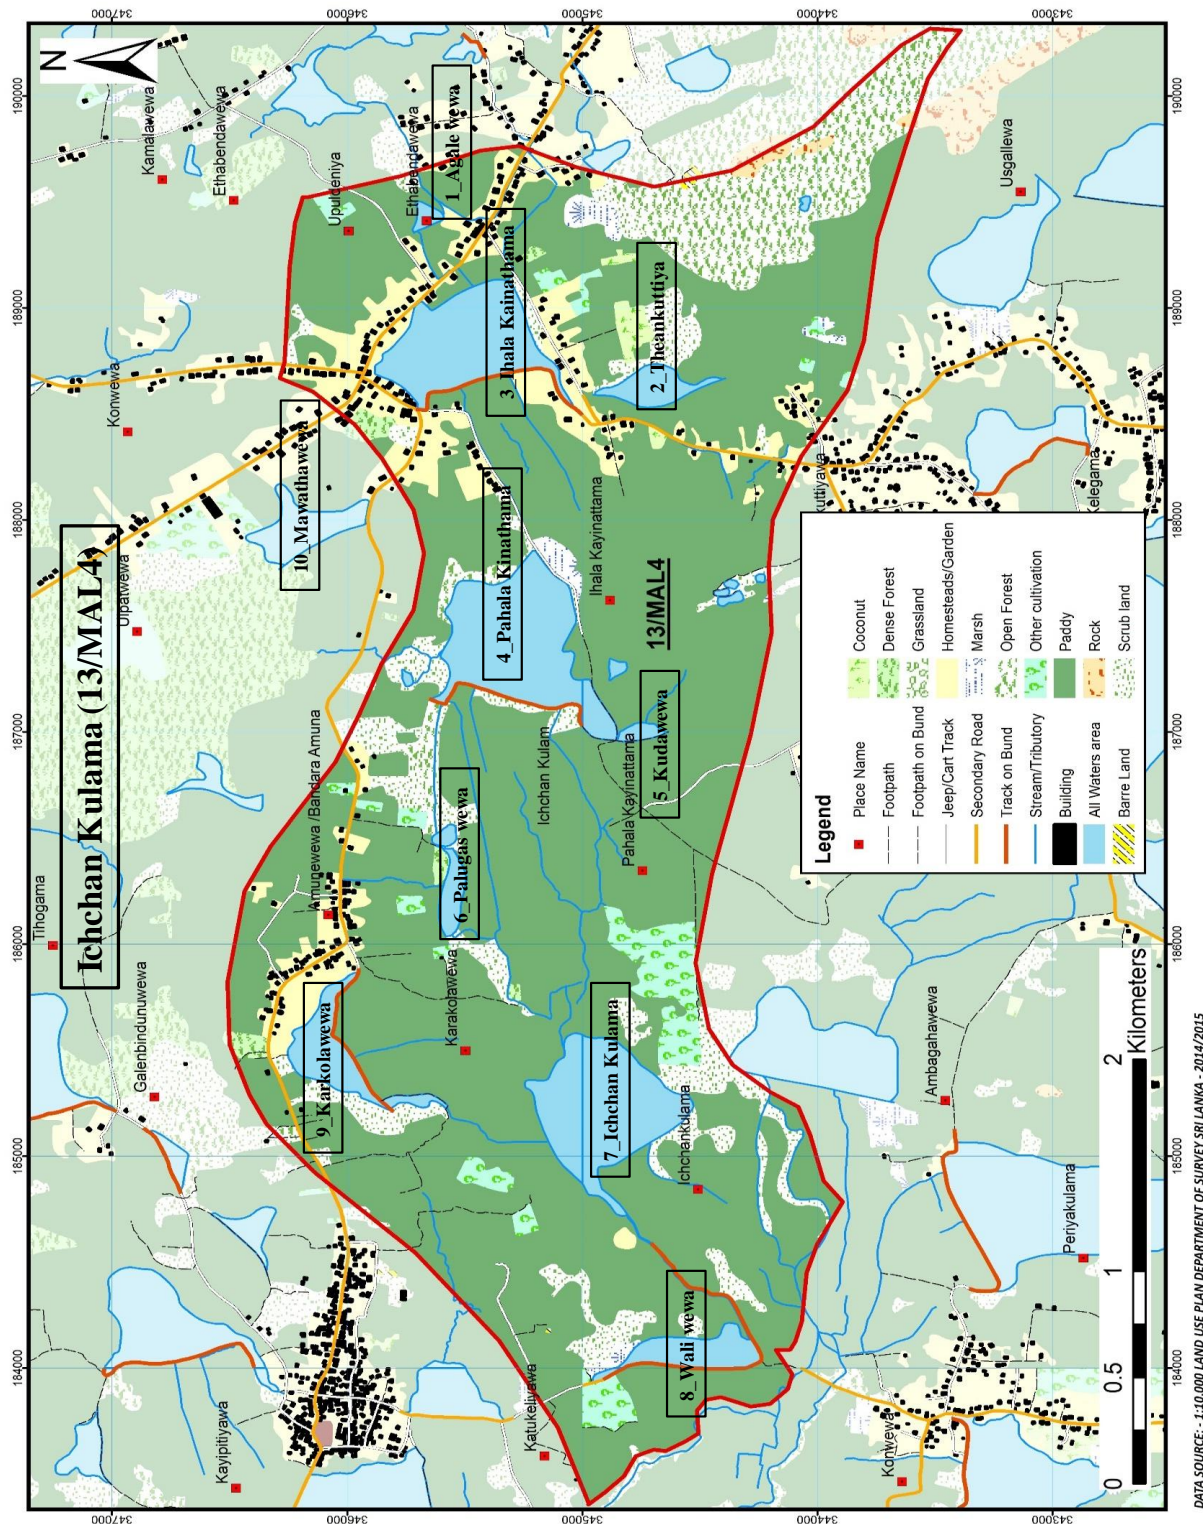 Ichchan Kulama (13/MAL4)
N
183000
184000
185000
186000
187000
188000
189000
190000
347000
346000
345000
344000
343000
Tihogama
Galenbindunuwewa
Kayipitiyawa
Ulpatwewa
Konwewa
Kamalawewa
Ethabendawewa
Upuldeniya
Ethabendawewa
Amunewewa /Bandara Amuna
Karakolawewa
Katukeliyawa
Ichchan Kulam
Ihala Kayinattama
Pahala Kayinattama
Ichchankulama
13/MAL4
Usgallewa
Kelegama
kuttiyawa
Ambagahawewa
Periyakulama
Konwewa
1_Agale wewa
2_Theankuttiya
3_Ihala Kainathama
4_Pahala Kinathama
5_Kudawewa
6_Palugas wewa
7_Ichchan Kulama
8_Wali wewa
9_Karkolawewa
10_Mawathawewa
Legend
Place Name
Footpath
Footpath on Bund
Jeep/Cart Track
Secondary Road
Track on Bund
Stream/Tributory
Building
All Waters area
Barre Land
Coconut
Dense Forest
Grassland
Homesteads/Garden
Marsh
Open Forest
Other cultivation
Paddy
Rock
Scrub land
0 0.5 1 2
Kilometers
DATA SOURCE: - 1:10,000 LAND USE PLAN DEPARTMENT OF SURVEY SRI LANKA - 2014/2015